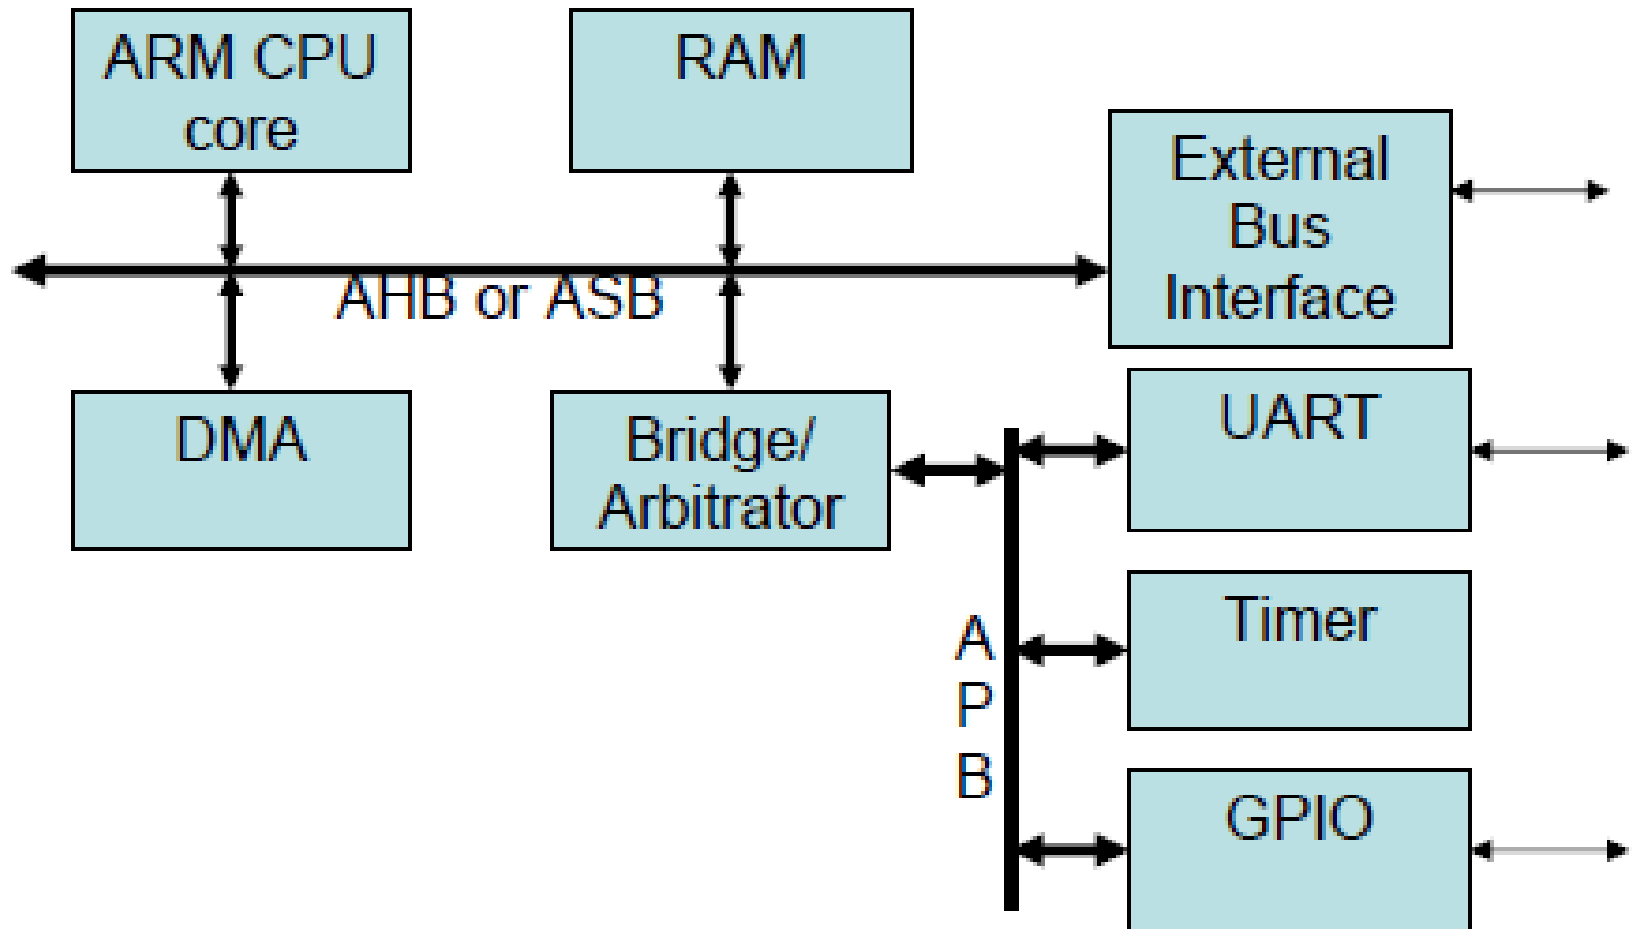 ARM CPU
core
RAM
External
Bus
Interface
AHB or ASB
DMA
Bridge/
Arbitrator
UART
Timer
A
P
B
GPIO